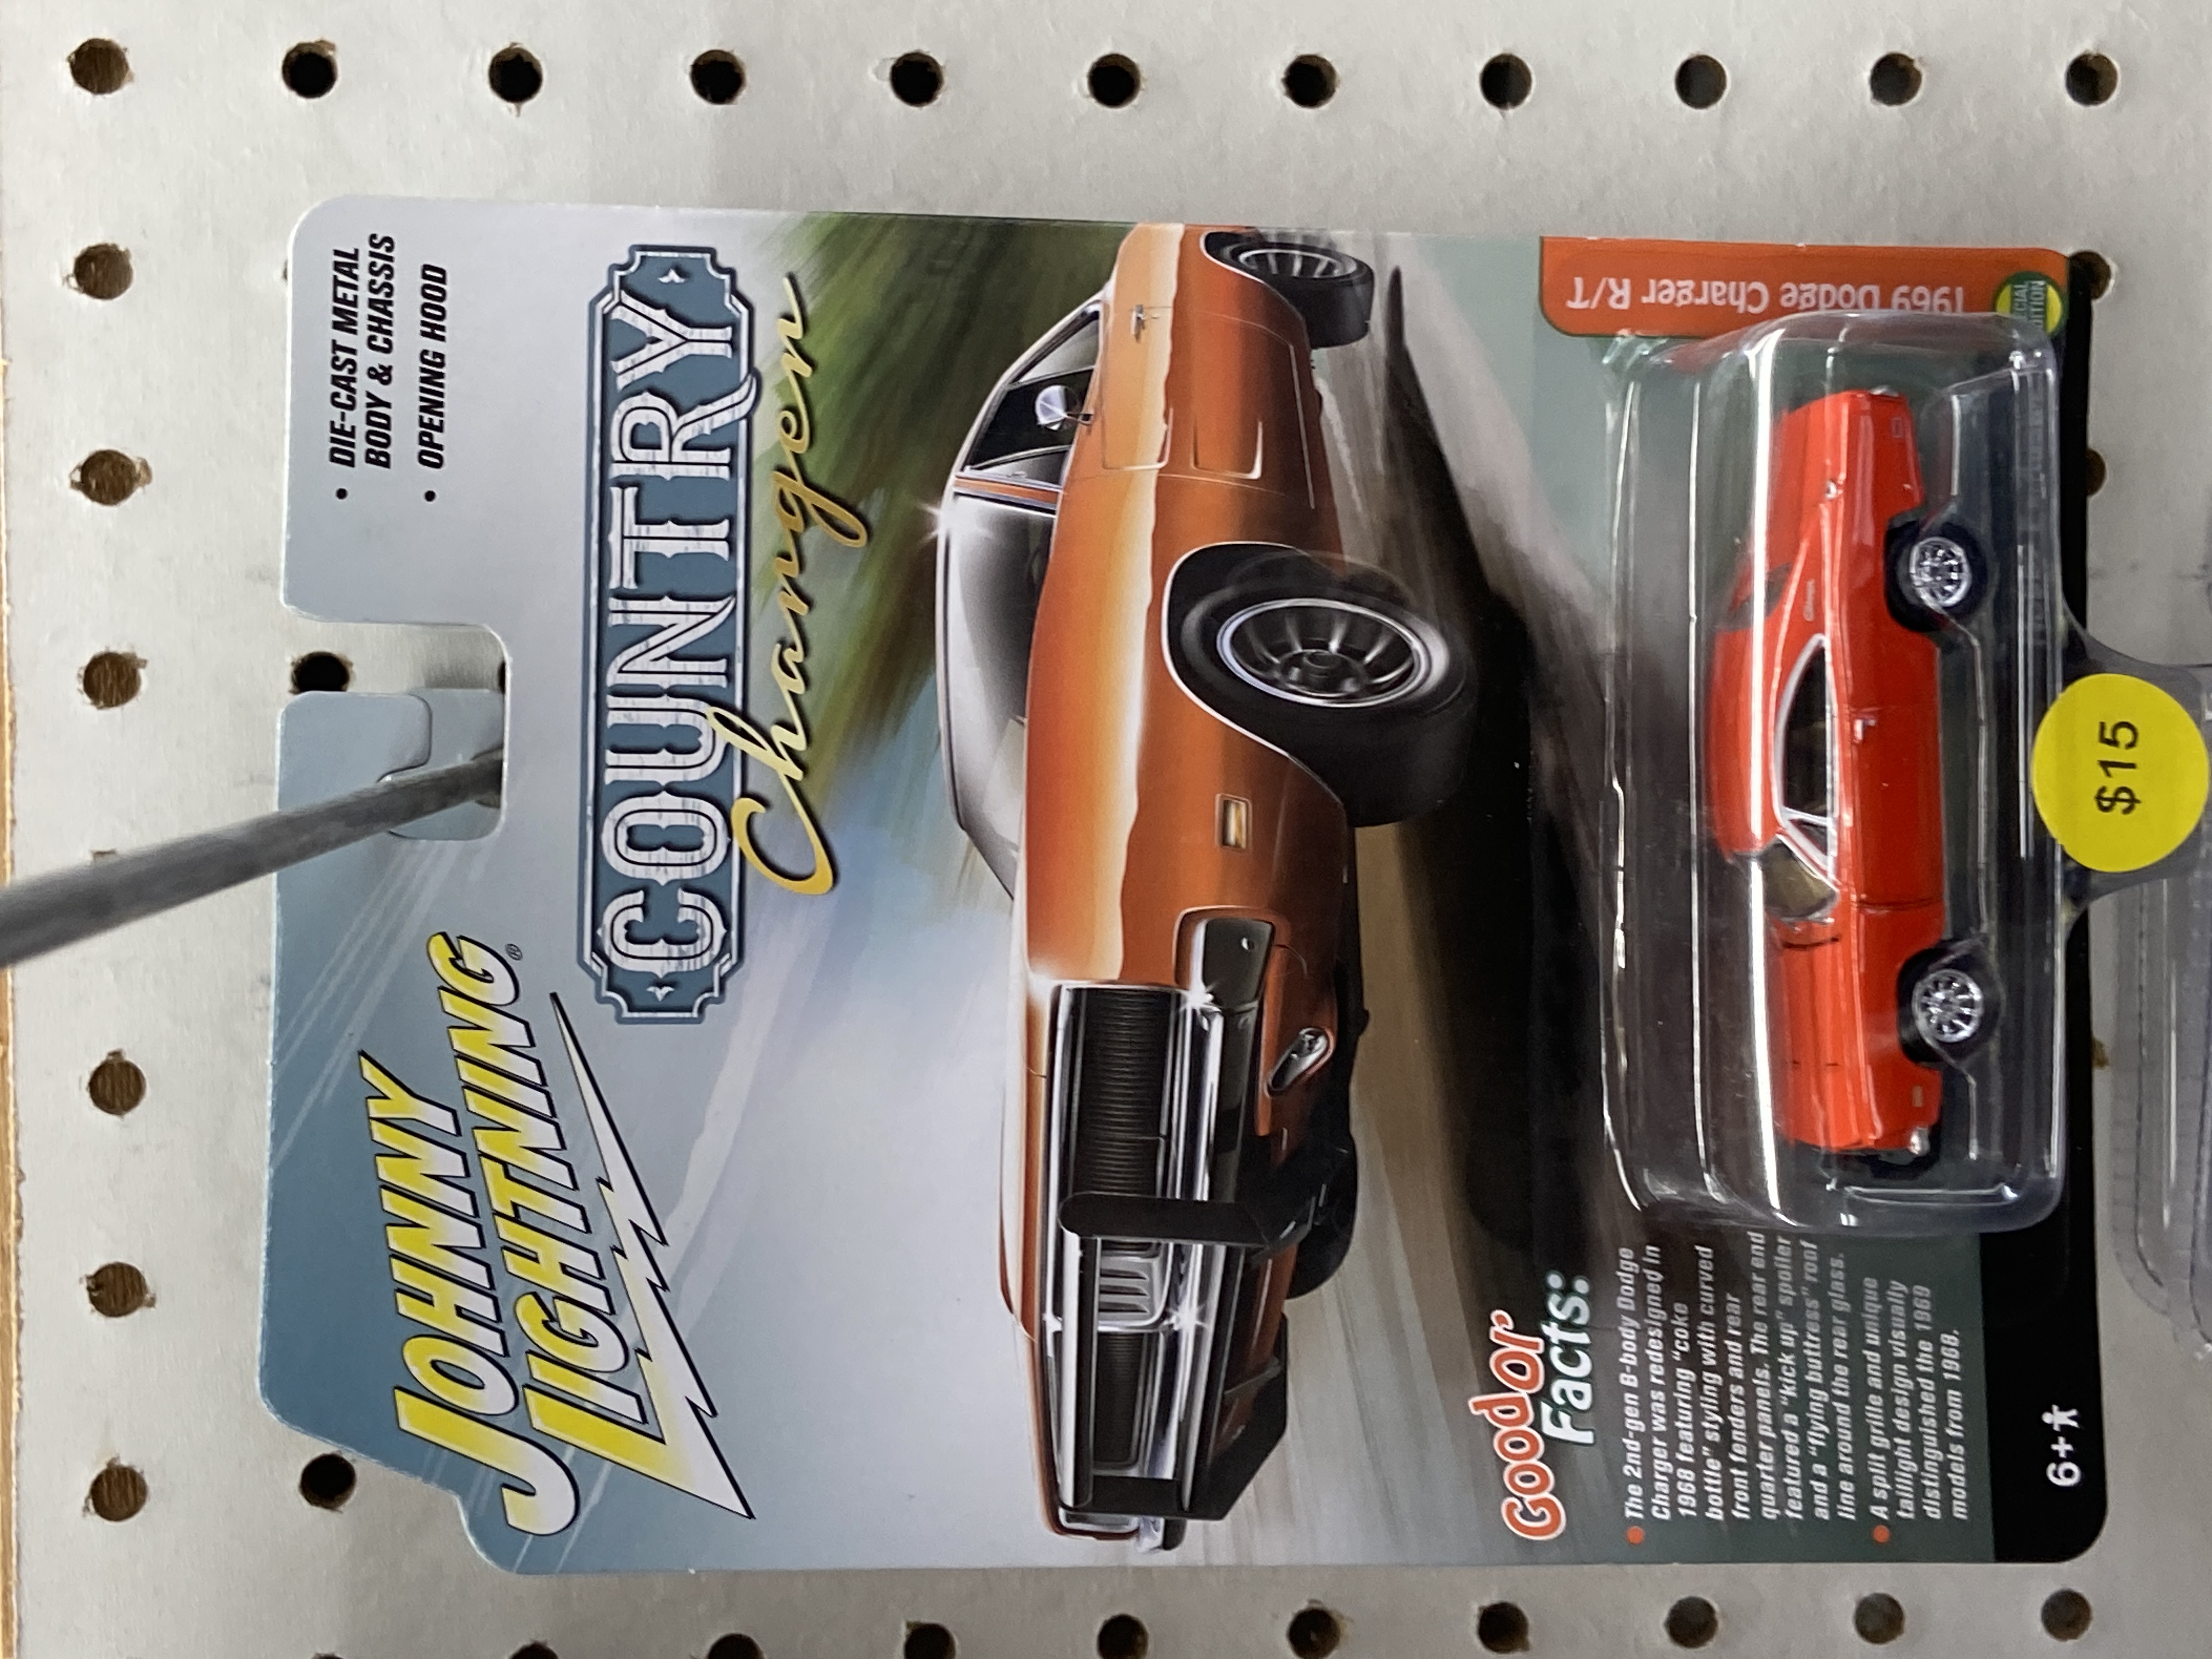 • DIE-CAST METAL
BODY & CHASSIS
• OPENING HOOD
JOHNNY
LIGHTNING®
COUNTRY
Charger
GoodOr
Facts:
• The 2nd-gen B-body Dodge
Charger was redesigned in
1968 featuring "coke
bottle" styling with curved
front fenders and rear
quarter panels. The rear end
featured a "kick up" spoiler
and a "flying buttress" roof
line around the rear glass.
• A split grille and unique
taillight design visually
distinguished the 1969
models from 1968.
1969 Dodge Charger R/T
6+
$15